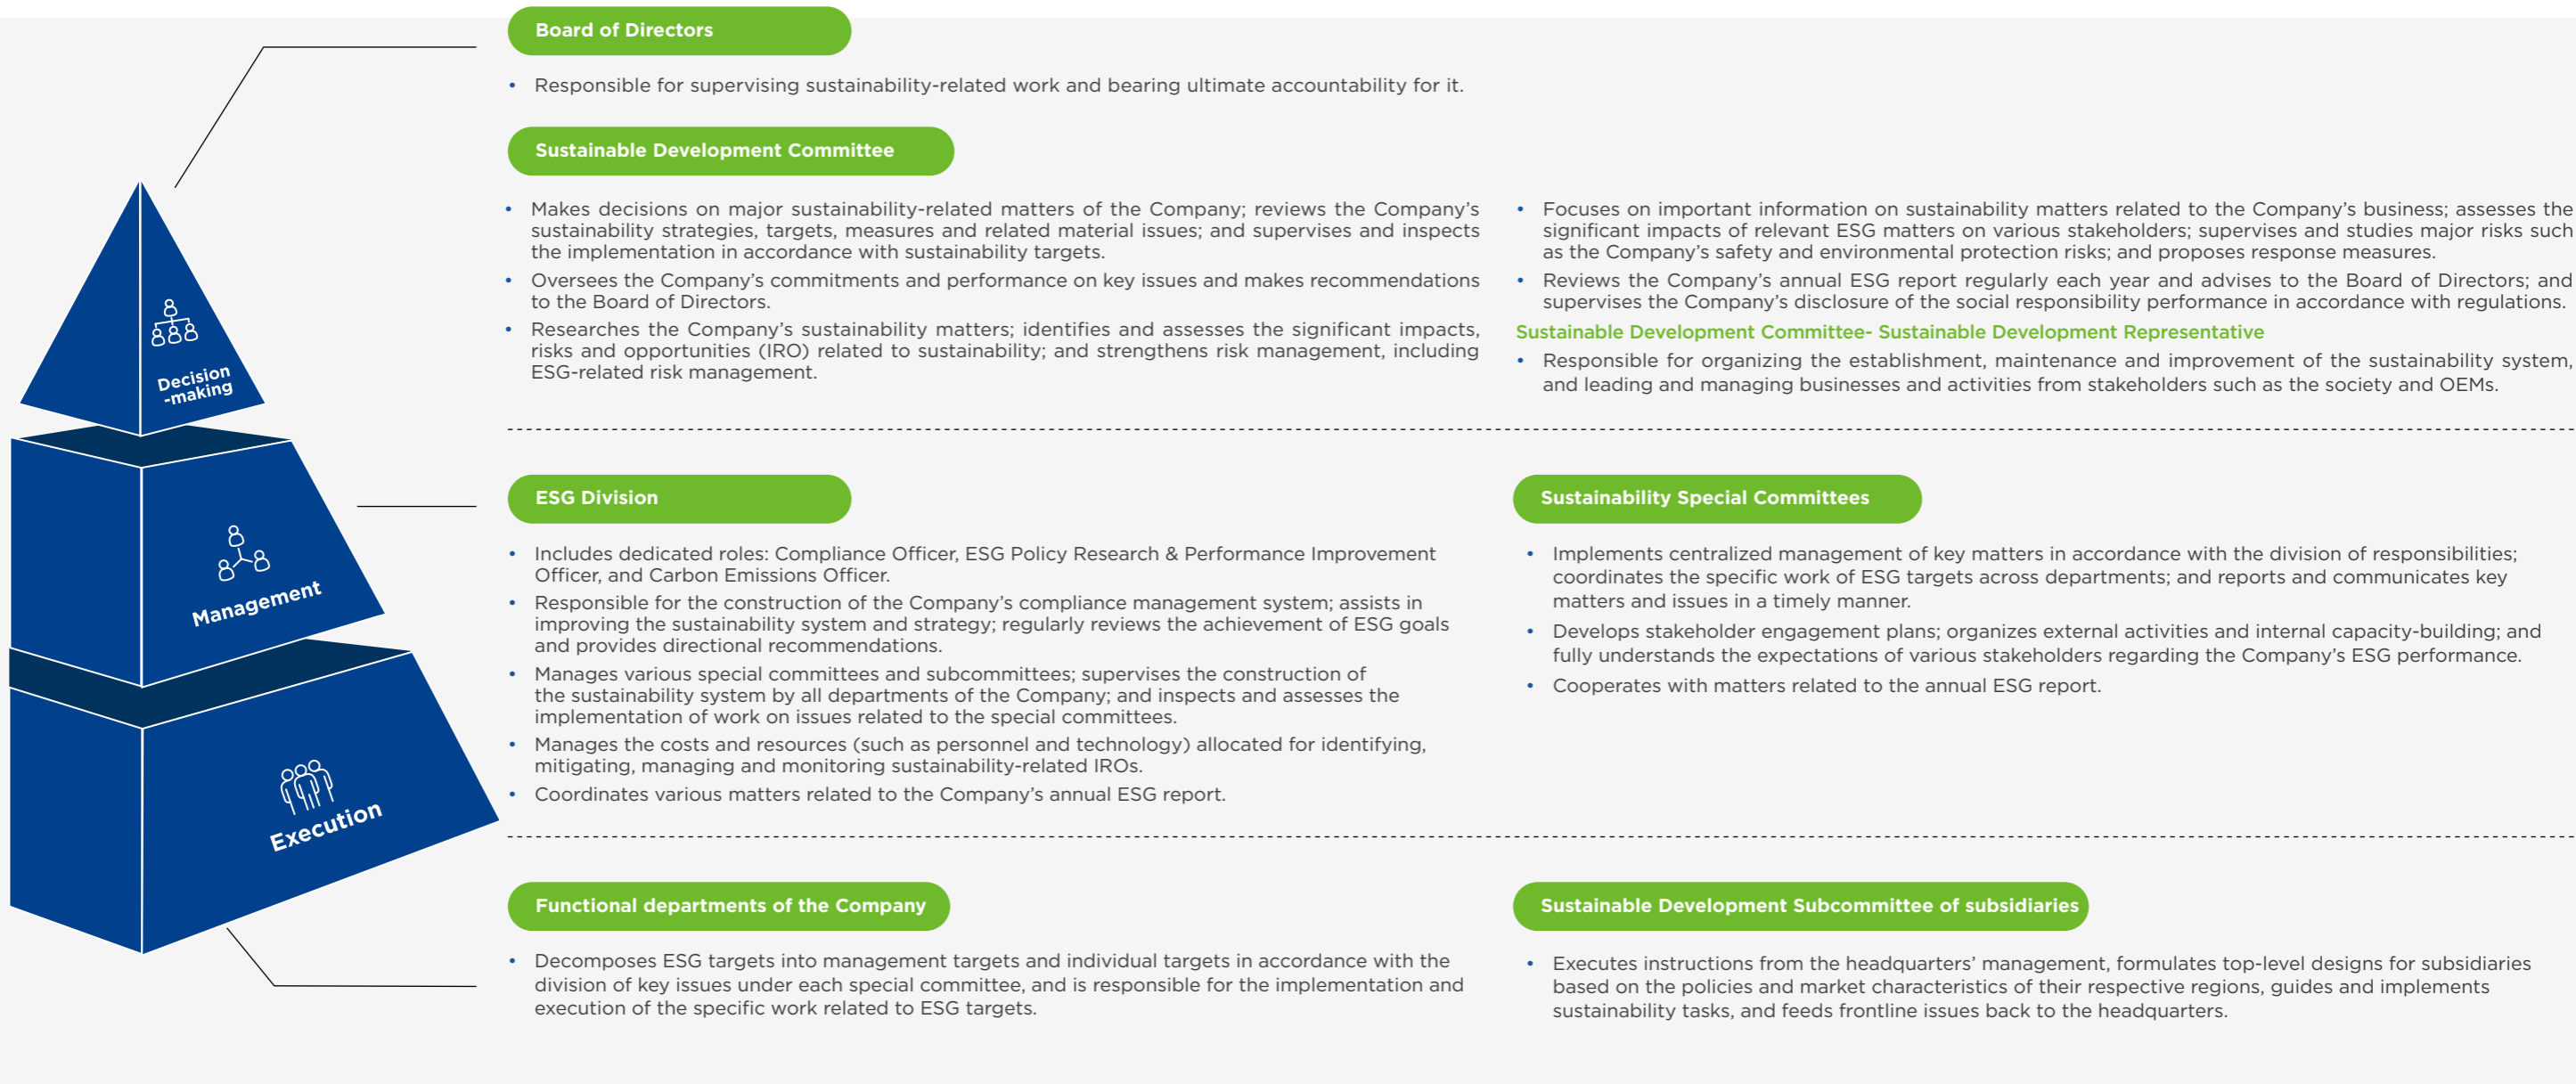 Board of Directors
• Responsible for supervising sustainability-related work and bearing ultimate accountability for it.
Sustainable Development Committee
• Makes decisions on major sustainability-related matters of the Company; reviews the Company's
sustainability strategies, targets, measures and related material issues; and supervises and inspects
the implementation in accordance with sustainability targets.
• Oversees the Company's commitments and performance on key issues and makes recommendations
to the Board of Directors.
• Researches the Company's sustainability matters; identifies and assesses the significant impacts,
risks and opportunities (IRO) related to sustainability; and strengthens risk management, including
ESG-related risk management.
• Focuses on important information on sustainability matters related to the Company's business; assesses the
significant impacts of relevant ESG matters on various stakeholders; supervises and studies major risks such
as the Company's safety and environmental protection risks; and proposes response measures.
• Reviews the Company's annual ESG report regularly each year and advises to the Board of Directors; and
supervises the Company's disclosure of the social responsibility performance in accordance with regulations.
Sustainable Development Committee- Sustainable Development Representative
• Responsible for organizing the establishment, maintenance and improvement of the sustainability system,
and leading and managing businesses and activities from stakeholders such as the society and OEMs.
Decision
-making
ESG Division
• Includes dedicated roles: Compliance Officer, ESG Policy Research & Performance Improvement
Officer, and Carbon Emissions Officer.
• Responsible for the construction of the Company's compliance management system; assists in
improving the sustainability system and strategy; regularly reviews the achievement of ESG goals
and provides directional recommendations.
• Manages various special committees and subcommittees; supervises the construction of
the sustainability system by all departments of the Company; and inspects and assesses the
implementation of work on issues related to the special committees.
• Manages the costs and resources (such as personnel and technology) allocated for identifying,
mitigating, managing and monitoring sustainability-related IROs.
• Coordinates various matters related to the Company's annual ESG report.
Sustainability Special Committees
• Implements centralized management of key matters in accordance with the division of responsibilities;
coordinates the specific work of ESG targets across departments; and reports and communicates key
matters and issues in a timely manner.
• Develops stakeholder engagement plans; organizes external activities and internal capacity-building; and
fully understands the expectations of various stakeholders regarding the Company's ESG performance.
• Cooperates with matters related to the annual ESG report.
Management
Execution
Functional departments of the Company
• Decomposes ESG targets into management targets and individual targets in accordance with the
division of key issues under each special committee, and is responsible for the implementation and
execution of the specific work related to ESG targets.
Sustainable Development Subcommittee of subsidiaries
• Executes instructions from the headquarters' management, formulates top-level designs for subsidiaries
based on the policies and market characteristics of their respective regions, guides and implements
sustainability tasks, and feeds frontline issues back to the headquarters.